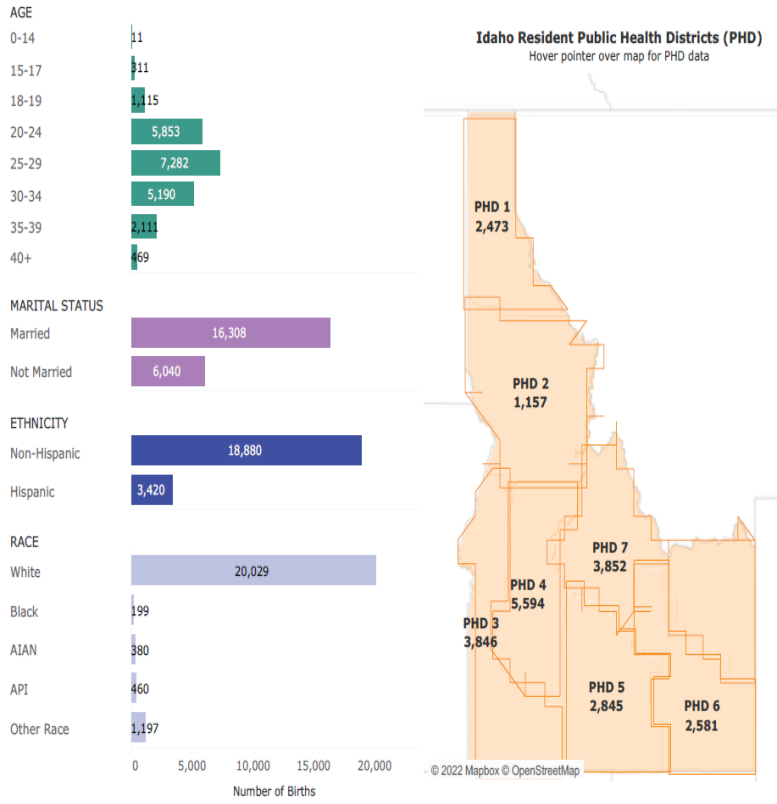 AGE
0-14 11
15-17 311
18-19 1,115
20-24 5,853
25-29 7,282
30-34 5,190
35-39 2,111
40+ 469
MARITAL STATUS
Married 16,308
Not Married 6,040
ETHNICITY
Non-Hispanic 18,880
Hispanic 3,420
RACE
White 20,029
Black 199
AIAN 380
API 460
Other Race 1,197
0 5,000 10,000 15,000 20,000
Number of Births
Idaho Resident Public Health Districts (PHD)
Hover pointer over map for PHD data
PHD 1
2,473
PHD 2
1,157
PHD 7
3,852
PHD 4
5,594
PHD 3
3,846
PHD 5
2,845
PHD 6
2,581
© 2022 Mapbox © OpenStreetMap